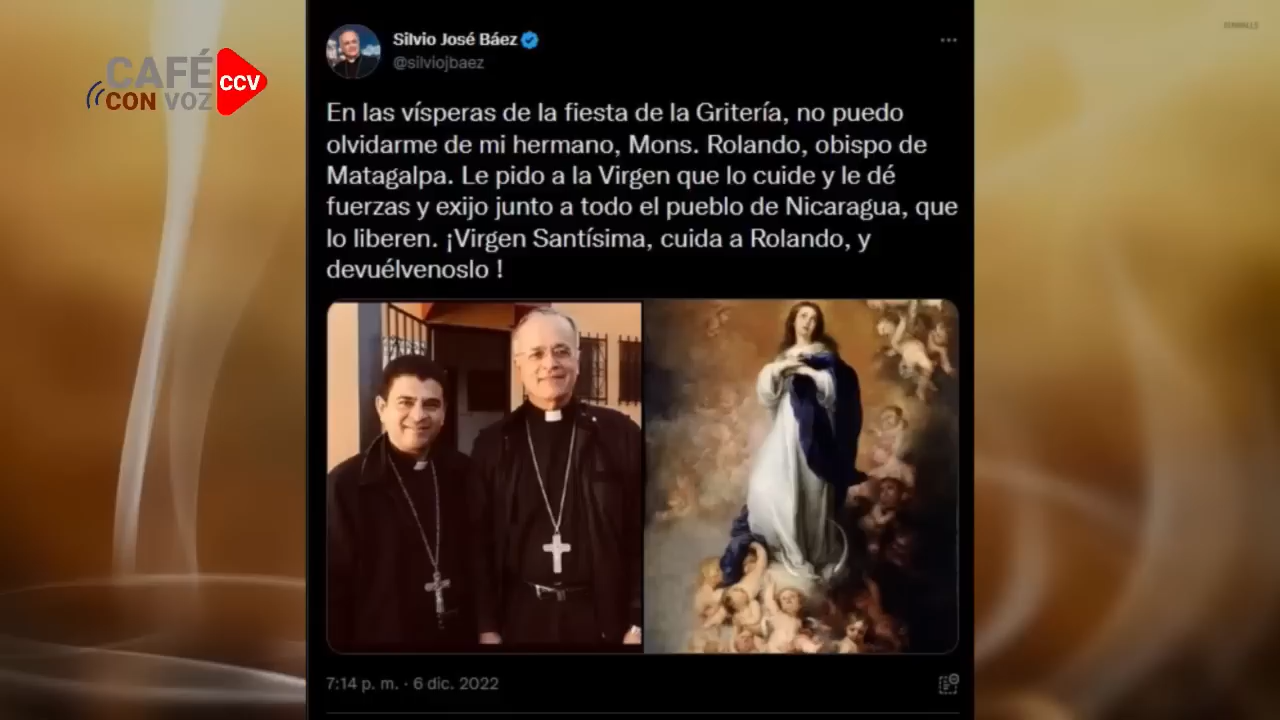 CAFÉ
CON VOZ
CCV
Silvio José Báez
@silviojbaez
En las vísperas de la fiesta de la Gritería, no puedo
olvidarme de mi hermano, Mons. Rolando, obispo de
Matagalpa. Le pido a la Virgen que lo cuide y le dé
fuerzas y exijo junto a todo el pueblo de Nicaragua, que
lo liberen. ¡Virgen Santísima, cuida a Rolando, y
devuélvenoslo !
7:14 p. m. · 6 dic. 2022